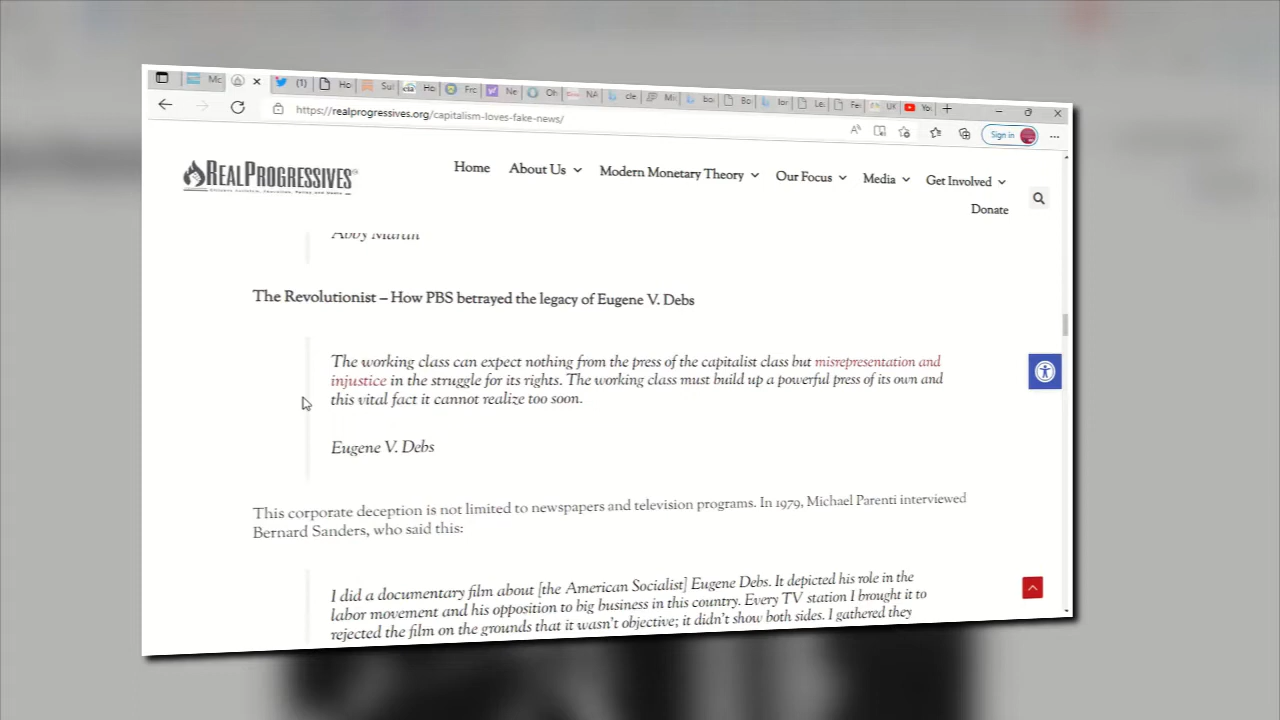 (1)
https://realprogressives.org/capitalism-loves-fake-news/
Sign in
REALPROGRESSIVES
Home
About Us
Modern Monetary Theory
Our Focus
Media
Get Involved
Donate
Abby Martin
The Revolutionist – How PBS betrayed the legacy of Eugene V. Debs
The working class can expect nothing from the press of the capitalist class but misrepresentation and
injustice in the struggle for its rights. The working class must build up a powerful press of its own and
this vital fact it cannot realize too soon.
Eugene V. Debs
This corporate deception is not limited to newspapers and television programs. In 1979, Michael Parenti interviewed
Bernard Sanders, who said this:
I did a documentary film about [the American Socialist] Eugene Debs. It depicted his role in the
labor movement and his opposition to big business in this country. Every TV station I brought it to
rejected the film on the grounds that it wasn't objective; it didn't show both sides. I gathered they